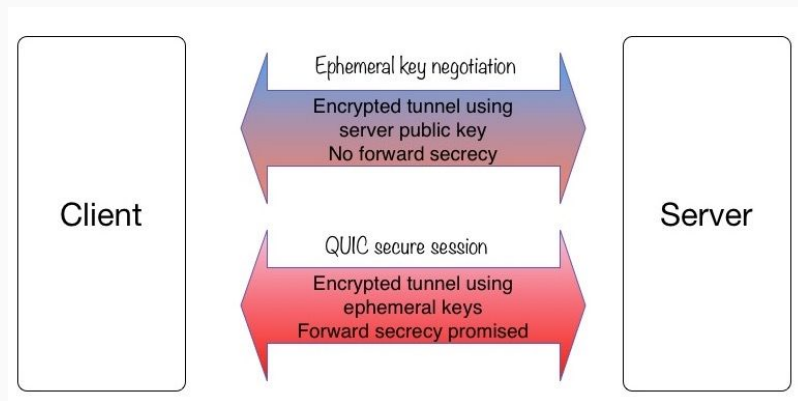 Ephemeral key negotiation
Encrypted tunnel using
server public key
No forward secrecy
Client
Server
QUIC secure session
Encrypted tunnel using
ephemeral keys
Forward secrecy promised